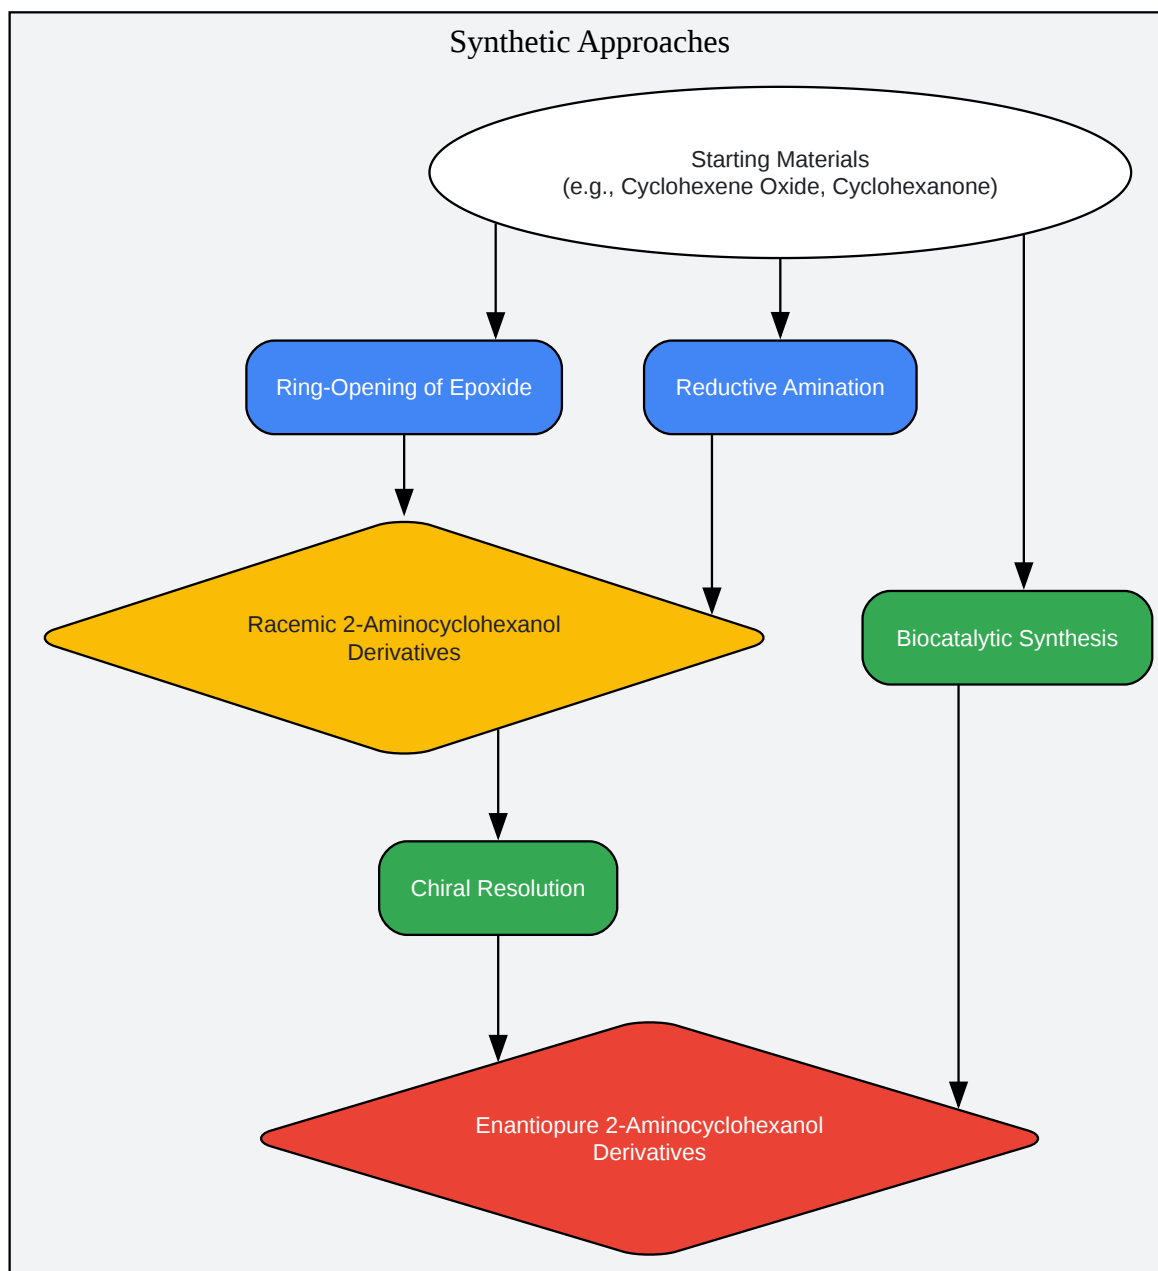 Synthetic Approaches
Starting Materials
(e.g., Cyclohexene Oxide, Cyclohexanone)
Ring-Opening of Epoxide
Reductive Amination
Racemic 2-Aminocyclohexanol
Derivatives
Biocatalytic Synthesis
Chiral Resolution
Enantiopure 2-Aminocyclohexanol
Derivatives